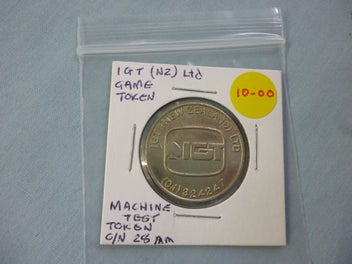 IGT (NZ) Ltd
GAME
TOKEN
10-00
IGT (NEW ZEALAND) LTD
IGT
MACHINE
TEST
TOKEN
C/N 28 MM